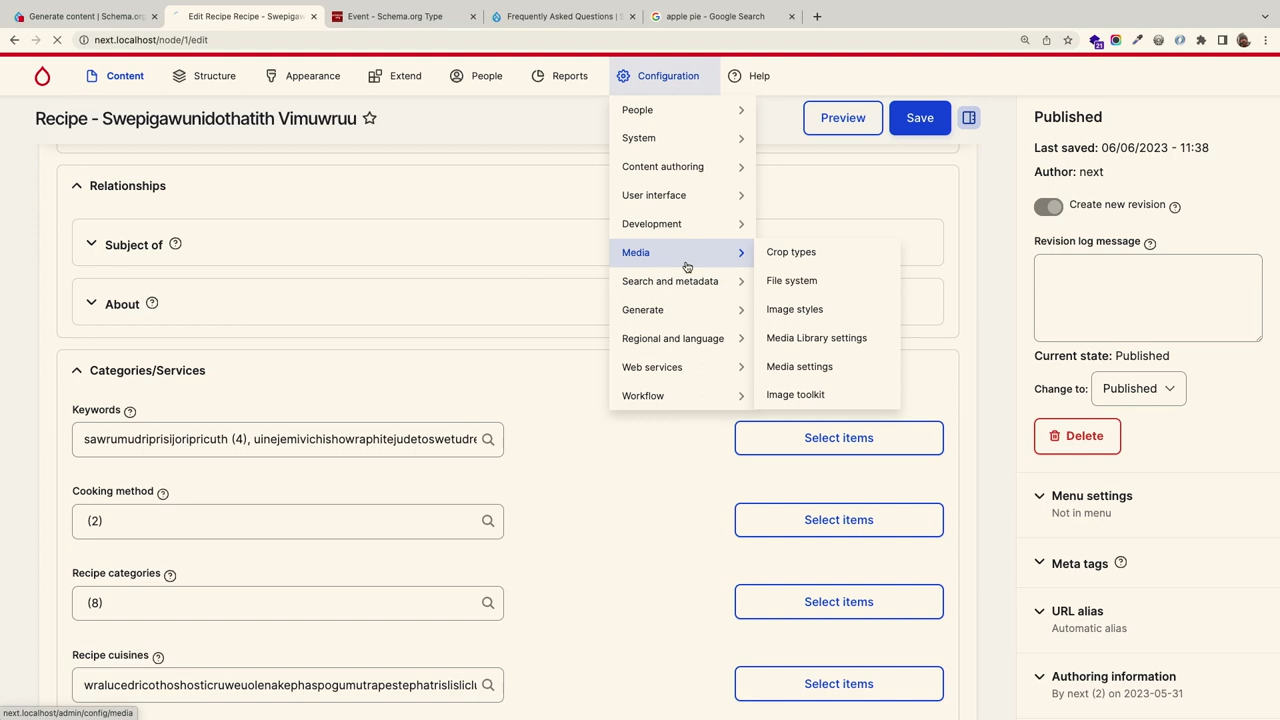 Generate content | Schema.org
Edit Recipe Recipe - Swepigaw
Event - Schema.org Type
Frequently Asked Questions | S
apple pie - Google Search
next.localhost/node/1/edit
21
Content
Structure
Appearance
Extend
People
Reports
Configuration
Help
Recipe - Swepigawunidothatith Vimuwruu
Preview
Save
People
System
Content authoring
User interface
Development
Media
Search and metadata
Generate
Regional and language
Web services
Workflow
Crop types
File system
Image styles
Media Library settings
Media settings
Image toolkit
Relationships
Subject of
About
Categories/Services
Keywords
sawrumudriprisijoripricuth (4), uinejemivichishowraphitejudetoswetudre
Select items
Cooking method
(2)
Select items
Recipe categories
(8)
Select items
Recipe cuisines
Select items
Published
Last saved: 06/06/2023 - 11:38
Author: next
Create new revision
Revision log message
Current state: Published
Change to: Published
Delete
Menu settings
Not in menu
Meta tags
URL alias
Automatic alias
Authoring information
By next (2) on 2023-05-31
next.localhost/admin/config/media